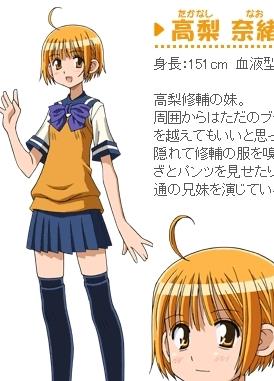 たかなし なお
高梨 奈緒
身長:151cm 血液型
高梨修輔の妹。
周囲からはただのブ
を越えてもいいと思っ
隠れて修輔の服を嗅
ざとパンツを見せたり
通の兄妹を演じてい